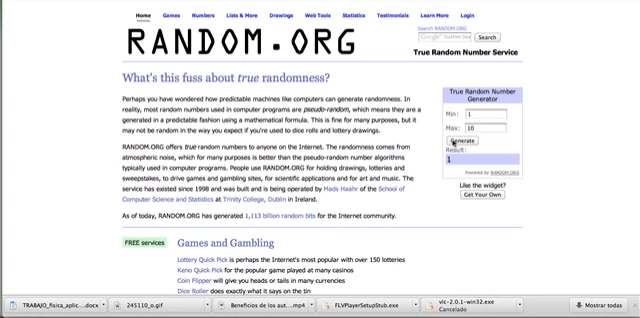 Home Games Numbers Lists & More Drawings Web Tools Statistics Testimonials Learn More Login
Search RANDOM.ORG
Google™ Custom Sea Search
RANDOM.ORG
True Random Number Service
What's this fuss about true randomness?
Perhaps you have wondered how predictable machines like computers can generate randomness. In
reality, most random numbers used in computer programs are pseudo-random, which means they are a
generated in a predictable fashion using a mathematical formula. This is fine for many purposes, but it
may not be random in the way you expect if you're used to dice rolls and lottery drawings.
RANDOM.ORG offers true random numbers to anyone on the Internet. The randomness comes from
atmospheric noise, which for many purposes is better than the pseudo-random number algorithms
typically used in computer programs. People use RANDOM.ORG for holding drawings, lotteries and
sweepstakes, to drive games and gambling sites, for scientific applications and for art and music. The
service has existed since 1998 and was built and is being operated by Mads Haahr of the School of
Computer Science and Statistics at Trinity College, Dublin in Ireland.
As of today, RANDOM.ORG has generated 1,113 billion random bits for the Internet community.
True Random Number
Generator
Min: 1
Max: 10
Generate
Result:
1
Powered by RANDOM.ORG
Like the widget?
Get Your Own
FREE services
Games and Gambling
Lottery Quick Pick is perhaps the Internet's most popular with over 150 lotteries
Keno Quick Pick for the popular game played at many casinos
Coin Flipper will give you heads or tails in many currencies
Dice Roller does exactly what it says on the tin
TRABAJO_fisica_aplic....docx
245110_o.gif
Beneficios de los aut....mp4
FLVPlayerSetupStub.exe
vlc-2.0.1-win32.exe
Cancelado
Mostrar todas